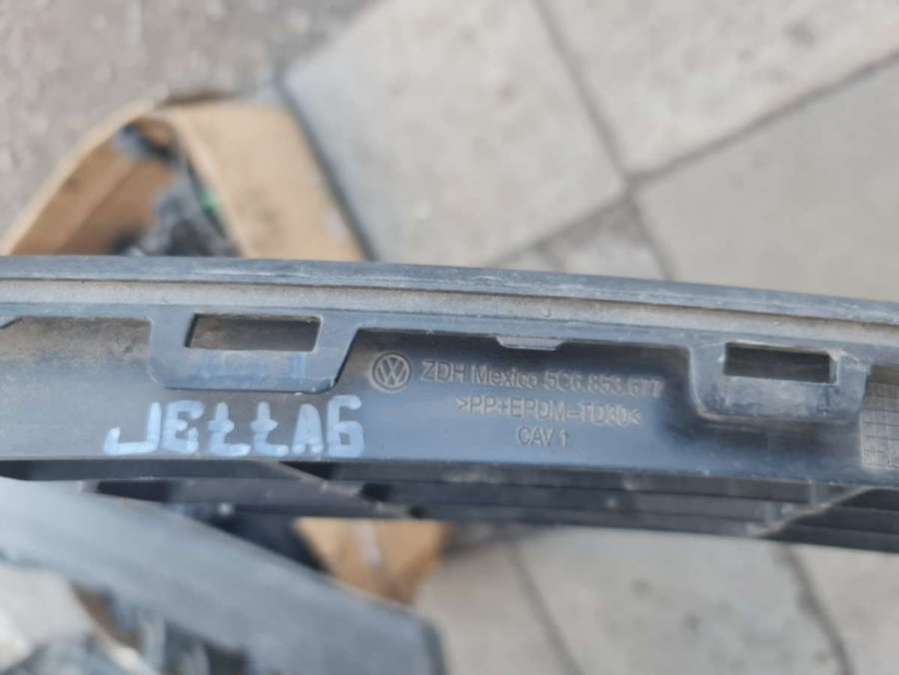 ZDH Mexico 5C6 853 677
>PP+EPDM-TD30<
CAV 1
JETTA6